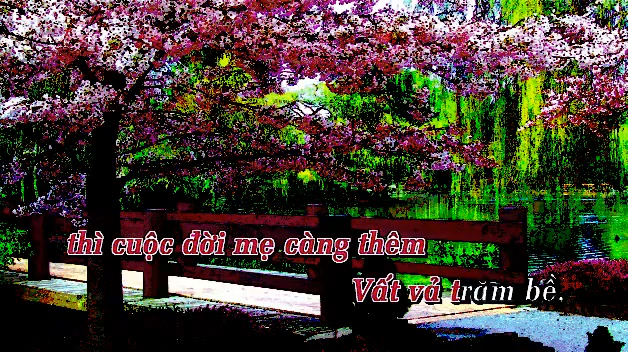 thì cuộc đời mẹ càng thêm
Vất vả trăm bề.